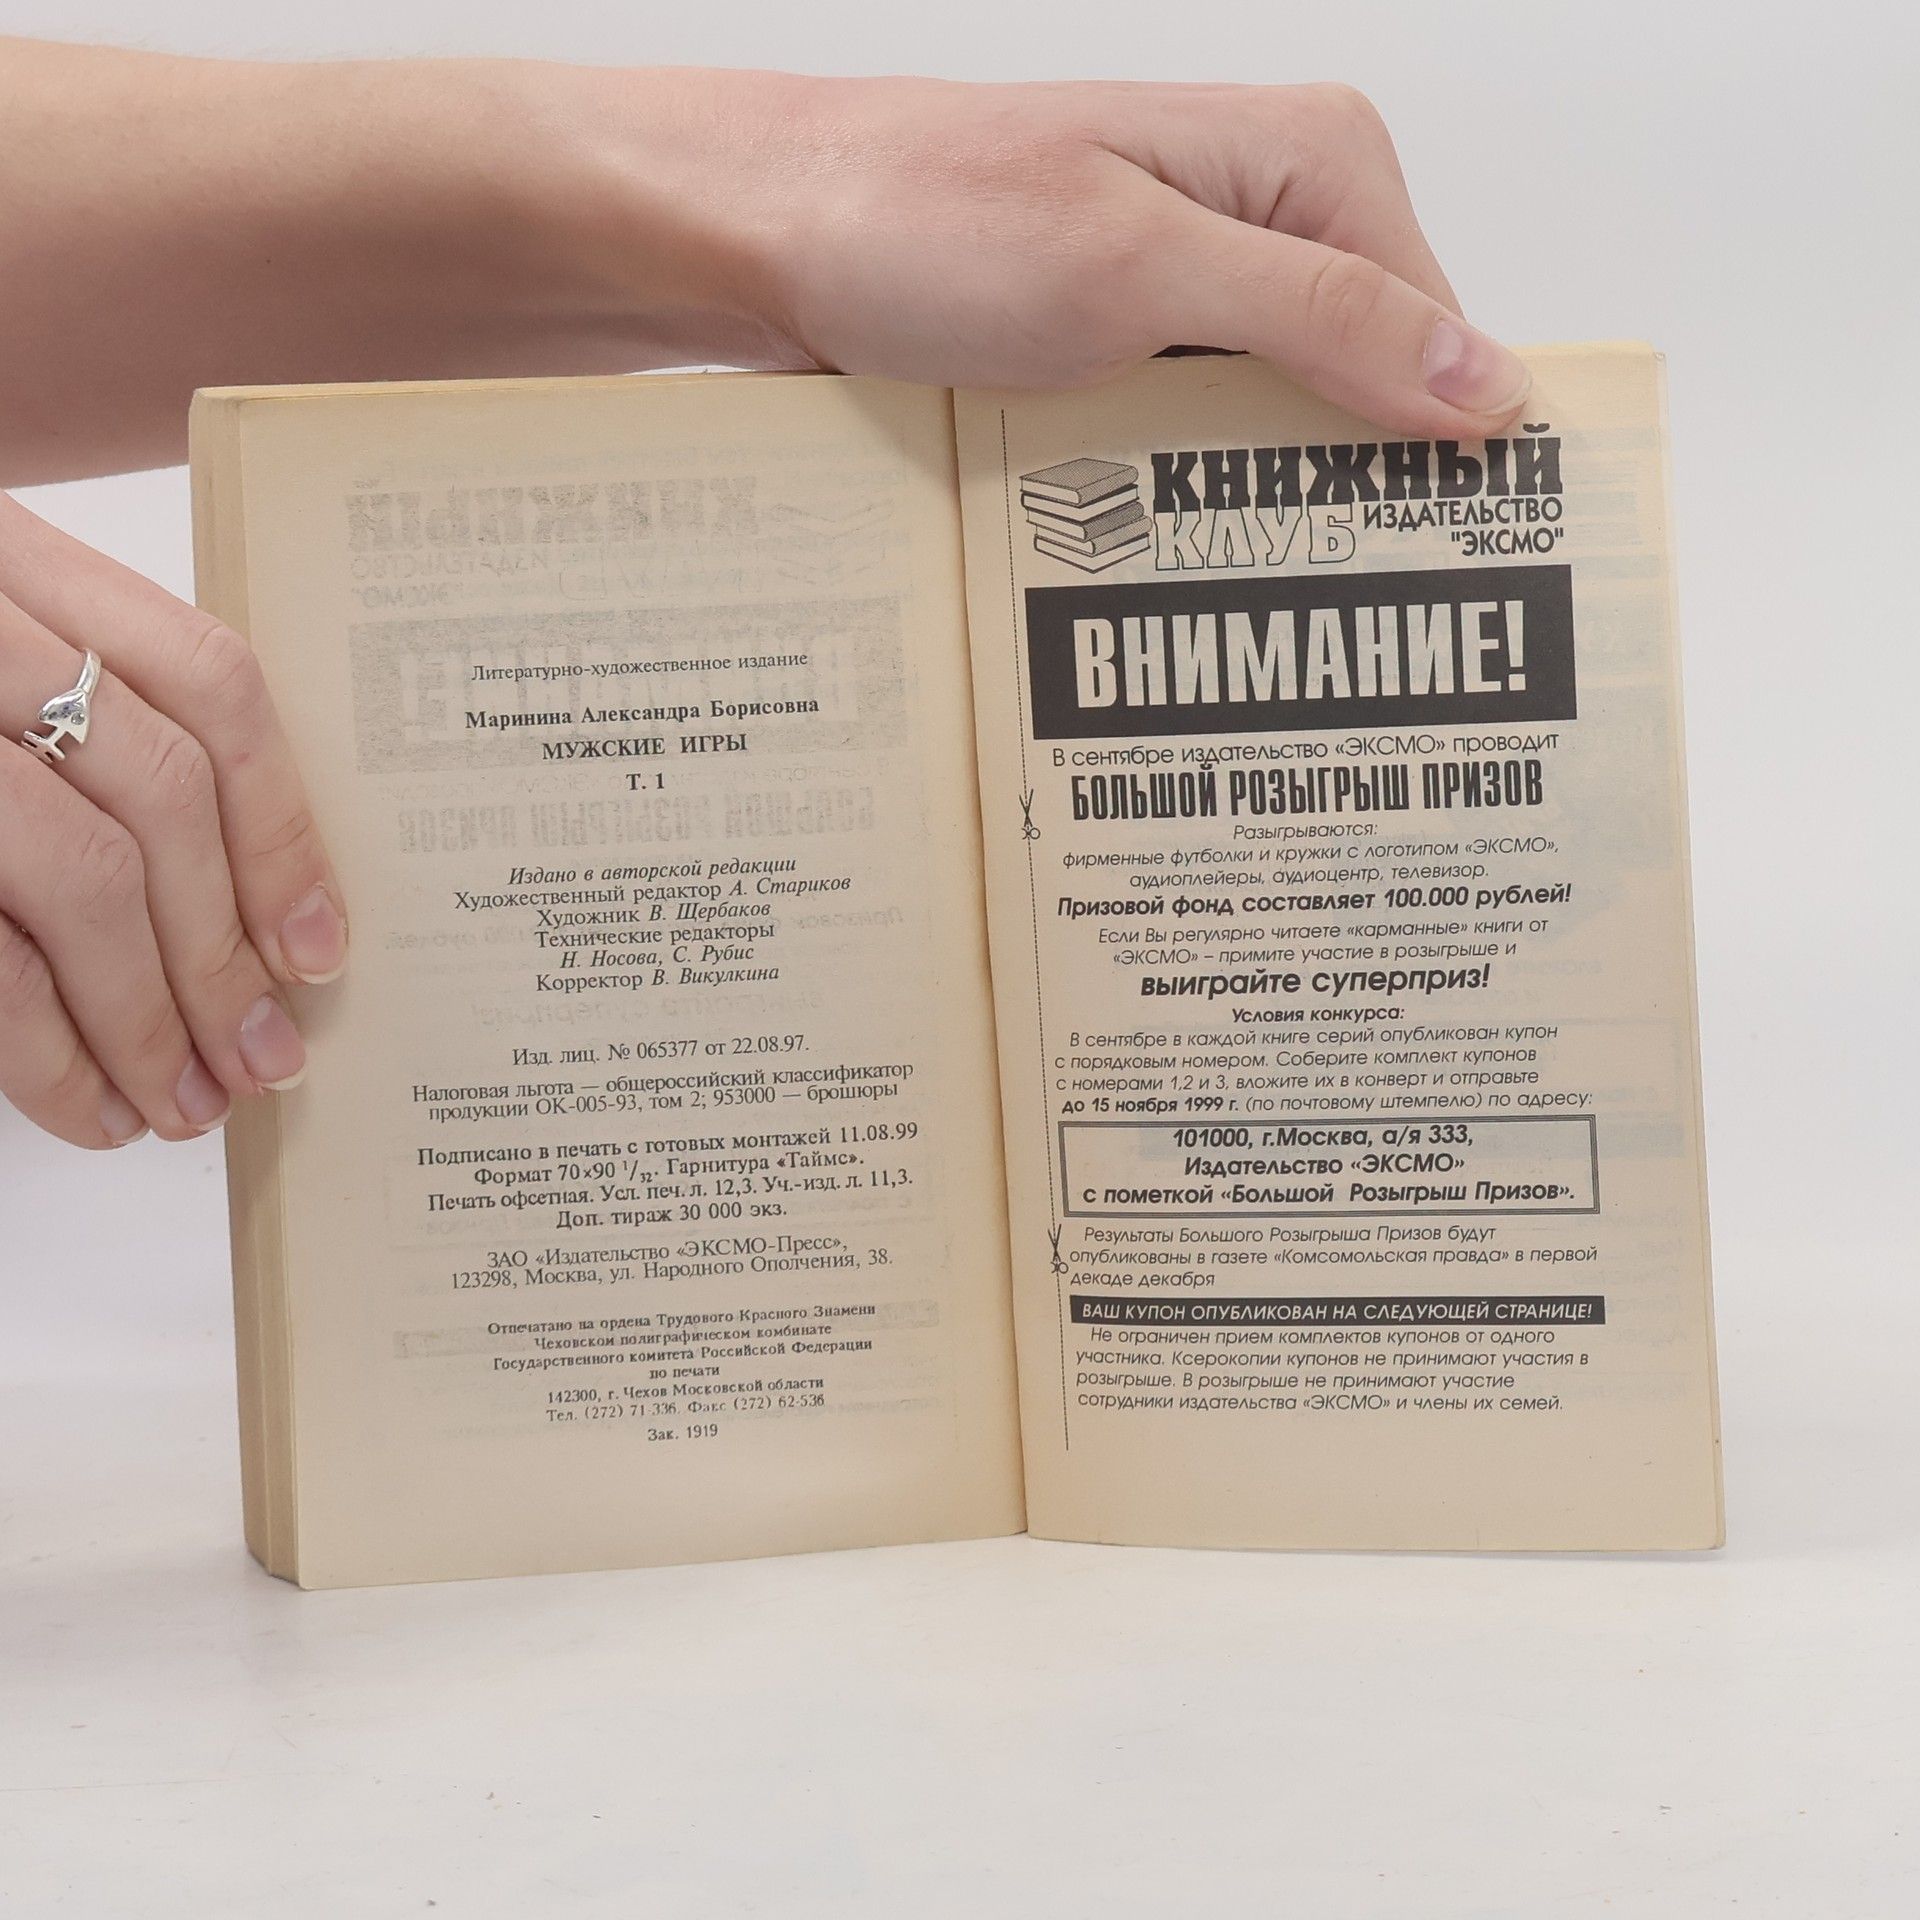 Литературно-художественное издание
Маринина Александра Борисовна
МУЖСКИЕ ИГРЫ
Т. 1
Издано в авторской редакции
Художественный редактор А. Стариков
Художник В. Щербаков
Технические редакторы
Н. Носова, С. Рубис
Корректор В. Викулкина
Изд. лиц. № 065377 от 22.08.97.
Налоговая льгота — общероссийский классификатор
продукции ОК-005-93, том 2; 953000 — брошюры
Подписано в печать с готовых монтажей 11.08.99
Формат 70×90 1/32. Гарнитура «Таймс».
Печать офсетная. Усл. печ. л. 12,3. Уч.-изд. л. 11,3.
Доп. тираж 30 000 экз.
ЗАО «Издательство «ЭКСМО-Пресс»,
123298, Москва, ул. Народного Ополчения, 38.
Отпечатано на ордена Трудового Красного Знамени
Чеховском полиграфическом комбинате
Государственного комитета Российской Федерации
по печати
142300, г. Чехов Московской области
Тел. (272) 71-336. Факс (272) 62-536
Зак. 1919
КНИЖНЫЙ
КЛУБ ИЗДАТЕЛЬСТВО
"ЭКСМО"
ВНИМАНИЕ!
В сентябре издательство «ЭКСМО» проводит
БОЛЬШОЙ РОЗЫГРЫШ ПРИЗОВ
Разыгрываются:
фирменные футболки и кружки с логотипом «ЭКСМО»,
аудиоплейеры, аудиоцентр, телевизор.
Призовой фонд составляет 100.000 рублей!
Если Вы регулярно читаете «карманные» книги от
«ЭКСМО» – примите участие в розыгрыше и
выиграйте суперприз!
Условия конкурса:
В сентябре в каждой книге серий опубликован купон
с порядковым номером. Соберите комплект купонов
с номерами 1,2 и 3, вложите их в конверт и отправьте
до 15 ноября 1999 г. (по почтовому штемпелю) по адресу:
101000, г.Москва, а/я 333,
Издательство «ЭКСМО»
с пометкой «Большой Розыгрыш Призов».
Результаты Большого Розыгрыша Призов будут
опубликованы в газете «Комсомольская правда» в первой
декаде декабря
ВАШ КУПОН ОПУБЛИКОВАН НА СЛЕДУЮЩЕЙ СТРАНИЦЕ!
Не ограничен прием комплектов купонов от одного
участника. Ксерокопии купонов не принимают участия в
розыгрыше. В розыгрыше не принимают участие
сотрудники издательства «ЭКСМО» и члены их семей.